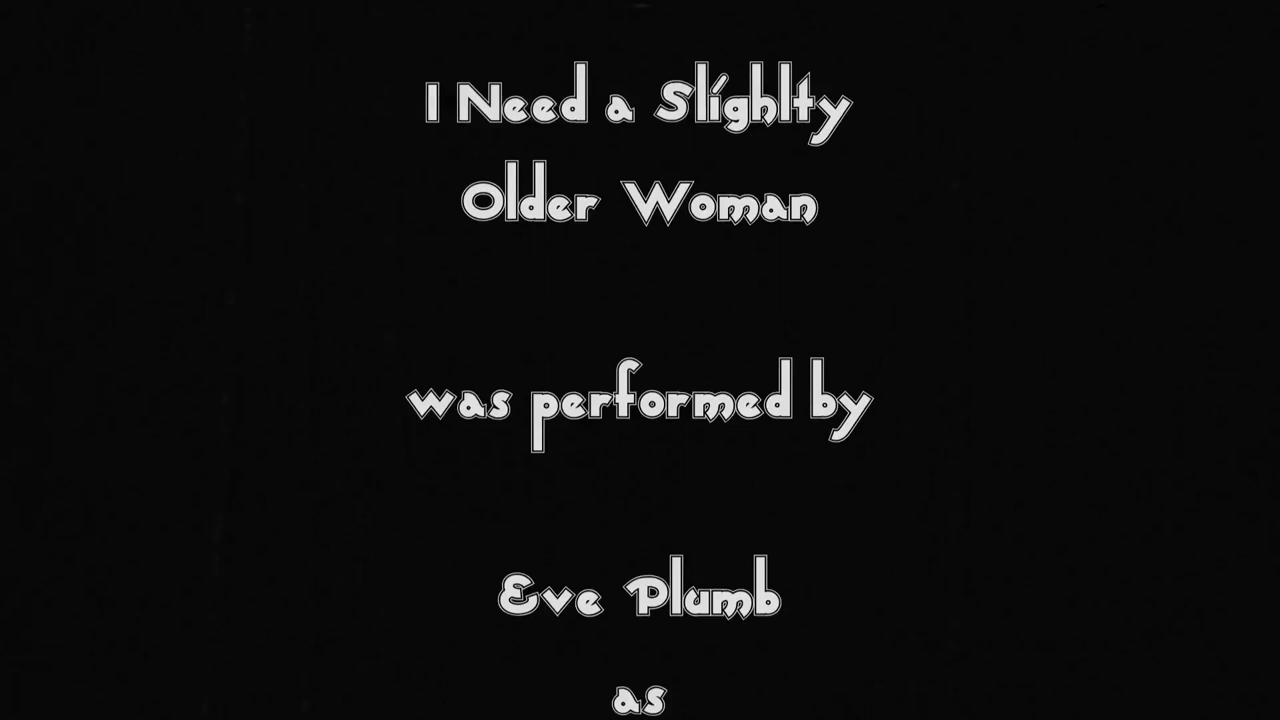 I Need a Slighlty
Older Woman
was performed by
Eve Plumb
as